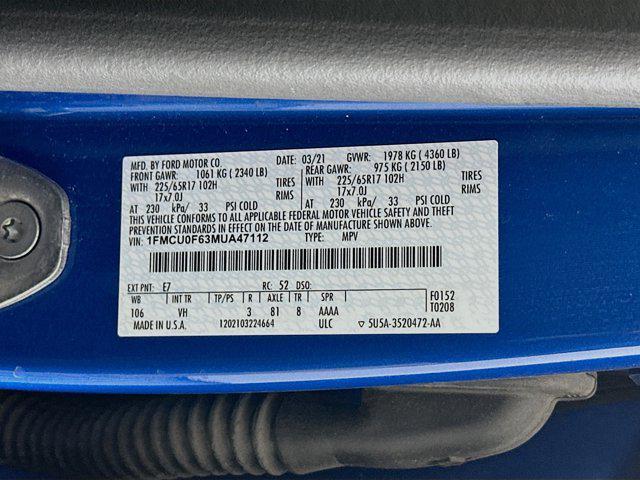 MFD. BY FORD MOTOR CO. DATE: 03/21 GVWR: 1978 KG ( 4360 LB)
FRONT GAWR: 1061 KG ( 2340 LB) REAR GAWR: 975 KG ( 2150 LB)
WITH 225/65R17 102H TIRES WITH 225/65R17 102H TIRES
17x7.0J RIMS 17x7.0J RIMS
AT 230 kPa/ 33 PSI COLD AT 230 kPa/ 33 PSI COLD
THIS VEHICLE CONFORMS TO ALL APPLICABLE FEDERAL MOTOR VEHICLE SAFETY AND THEFT
PREVENTION STANDARDS IN EFFECT ON THE DATE OF MANUFACTURE SHOWN ABOVE.
VIN: 1FMCU0F63MUA47112 TYPE: MPV
EXT PNT: E7 RC: 52 DSO:
WB INT TR TP/PS R AXLE TR SPR F0152
106 VH 3 81 8 AAAA T0208
MADE IN U.S.A. 1202103224664 ULC ▽ 5U5A-3520472-AA